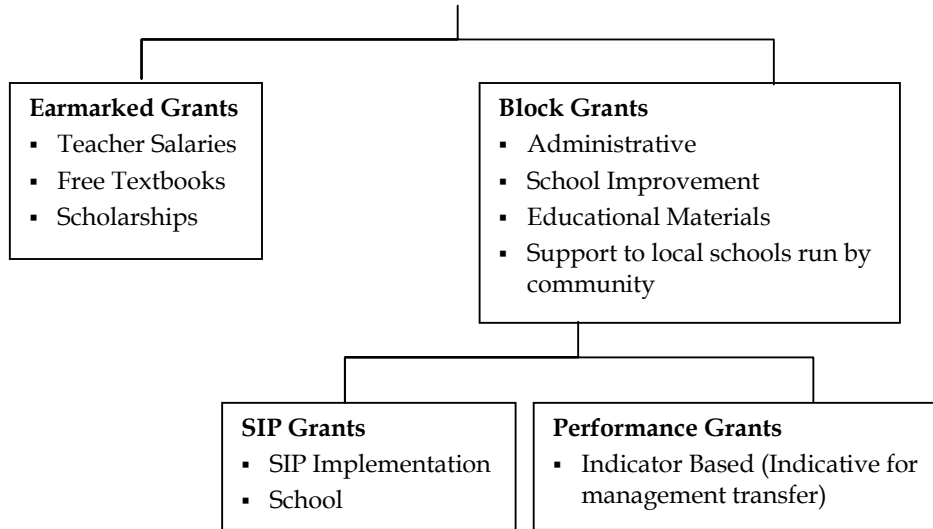 Earmarked Grants
▪ Teacher Salaries
▪ Free Textbooks
▪ Scholarships
Block Grants
▪ Administrative
▪ School Improvement
▪ Educational Materials
▪ Support to local schools run by
community
SIP Grants
▪ SIP Implementation
▪ School
Performance Grants
▪ Indicator Based (Indicative for
management transfer)